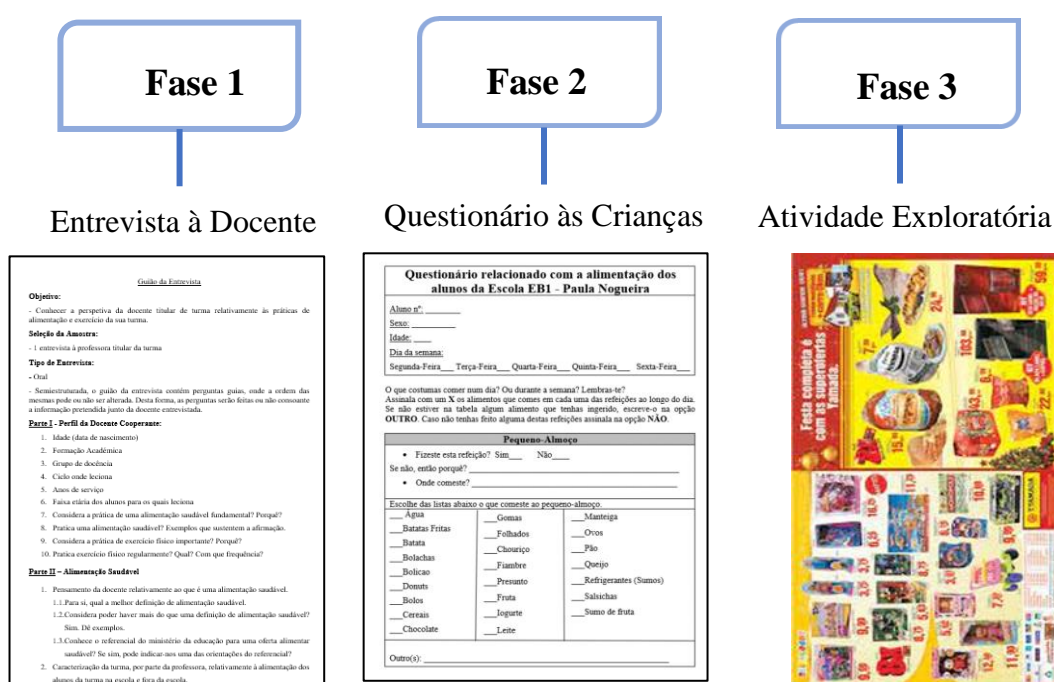 Fase 1
Fase 2
Fase 3
Entrevista à Docente
Questionário às Crianças
Atividade Exploratória
Guião da Entrevista
Objetivo:
- Conhecer a perspetiva da docente titular de turma relativamente às práticas de
alimentação e exercício da sua turma.
Seleção da Amostra:
- 1 entrevista à professora titular da turma
Tipo de Entrevista:
- Oral
- Semiestruturada, o guião da entrevista contém perguntas guias, onde a ordem das
mesmas pode ou não ser alterada. Desta forma, as perguntas serão feitas ou não consoante
a informação pretendida junto da docente entrevistada.
Parte I - Perfil da Docente Cooperante:
1. Idade (data de nascimento)
2. Formação Académica
3. Grupo de docência
4. Ciclo onde leciona
5. Anos de serviço
6. Faixa etária dos alunos para os quais leciona
7. Considera a prática de uma alimentação saudável fundamental? Porquê?
8. Pratica uma alimentação saudável? Exemplos que sustentem a afirmação.
9. Considera a prática de exercício físico importante? Porquê?
10. Pratica exercício físico regularmente? Qual? Com que frequência?
Parte II – Alimentação Saudável
1. Pensamento da docente relativamente ao que é uma alimentação saudável.
1.1.Para si, qual a melhor definição de alimentação saudável.
1.2.Considera poder haver mais do que uma definição de alimentação saudável?
Sim. Dê exemplos.
1.3.Conhece o referencial do ministério da educação para uma oferta alimentar
saudável? Se sim, pode indicar-nos uma das orientações do referencial?
2. Caracterização da turma, por parte da professora, relativamente à alimentação dos
alunos da turma na escola e fora da escola.
Questionário relacionado com a alimentação dos
alunos da Escola EB1 - Paula Nogueira
Aluno nº: ________
Sexo: __________
Idade: ____
Dia da semana:
Segunda-Feira___ Terça-Feira___ Quarta-Feira___ Quinta-Feira___ Sexta-Feira___
O que costumas comer num dia? Ou durante a semana? Lembras-te?
Assinala com um X os alimentos que comes em cada uma das refeições ao longo do dia.
Se não estiver na tabela algum alimento que tenhas ingerido, escreve-o na opção
OUTRO. Caso não tenhas feito alguma destas refeições assinala na opção NÃO.
Pequeno-Almoço
• Fizeste esta refeição? Sim___ Não___
Se não, então porquê? ____________________
• Onde comeste? ____________________
Escolhe das listas abaixo o que comeste ao pequeno-almoço.
___ Água
___Batatas Fritas
___Batata
___Bolachas
___Bolicao
___Donuts
___Bolos
___Cereais
___Chocolate
___Gomas
___Folhados
___Chouriço
___Fiambre
___Presunto
___Fruta
___Iogurte
___Leite
___Manteiga
___Ovos
___Pão
___Queijo
___Refrigerantes (Sumos)
___Salsichas
___Sumo de fruta
Outro(s): ____________________
Festa completa é
com as superofertas
Yamada.
YAMADA